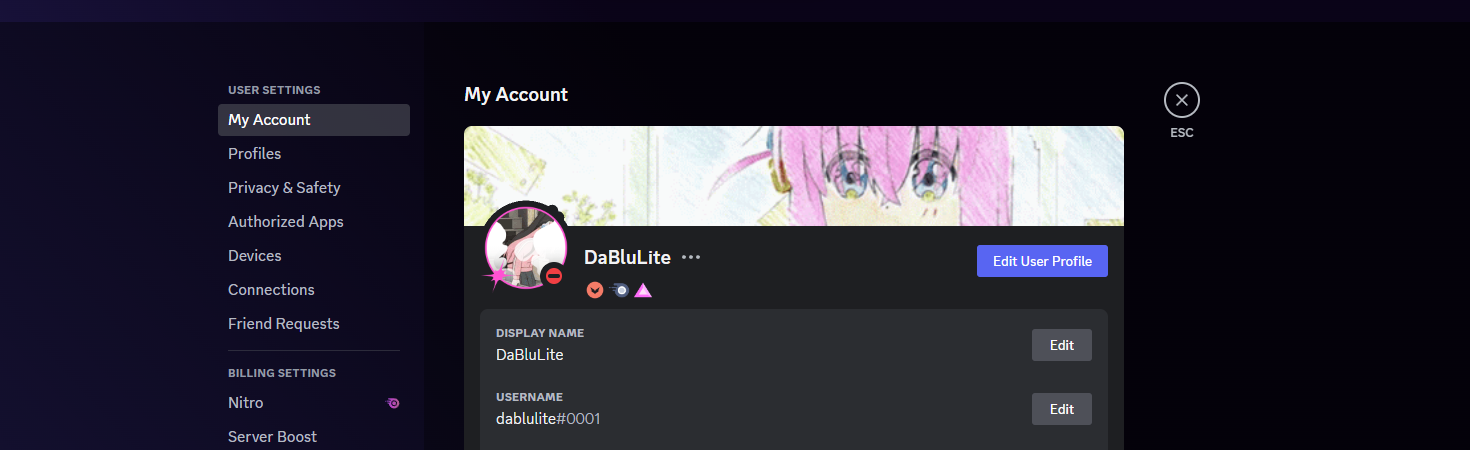 USER SETTINGS
My Account
Profiles
Privacy & Safety
Authorized Apps
Devices
Connections
Friend Requests
BILLING SETTINGS
Nitro
Server Boost
My Account
ESC
DaBluLite
Edit User Profile
DISPLAY NAME
DaBluLite
Edit
USERNAME
dablulite#0001
Edit